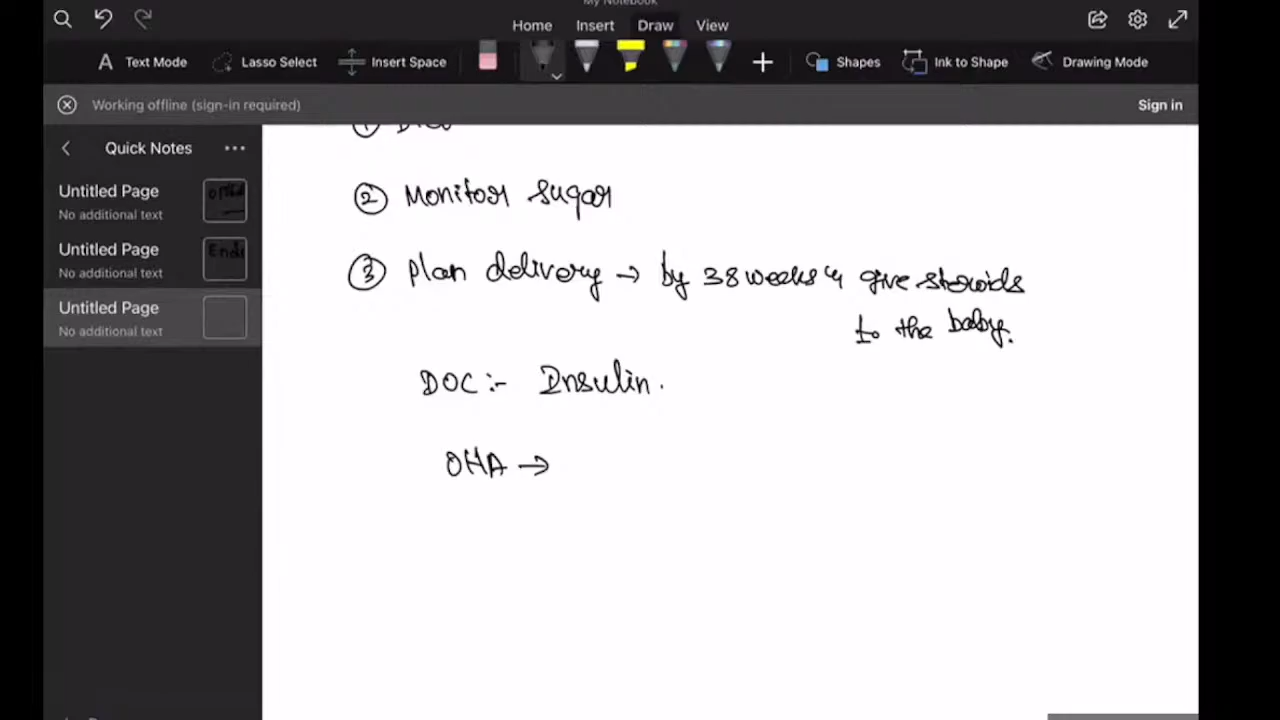 My Notebook
Home Insert Draw View
Text Mode Lasso Select Insert Space Shapes Ink to Shape Drawing Mode
Working offline (sign-in required) Sign in
Quick Notes
Untitled Page
No additional text
Untitled Page
No additional text
Untitled Page
No additional text
①
② Monitor sugar
③ Plan delivery → by 38 weeks & give steroids
to the baby.
DOC :- Insulin.
OHA →